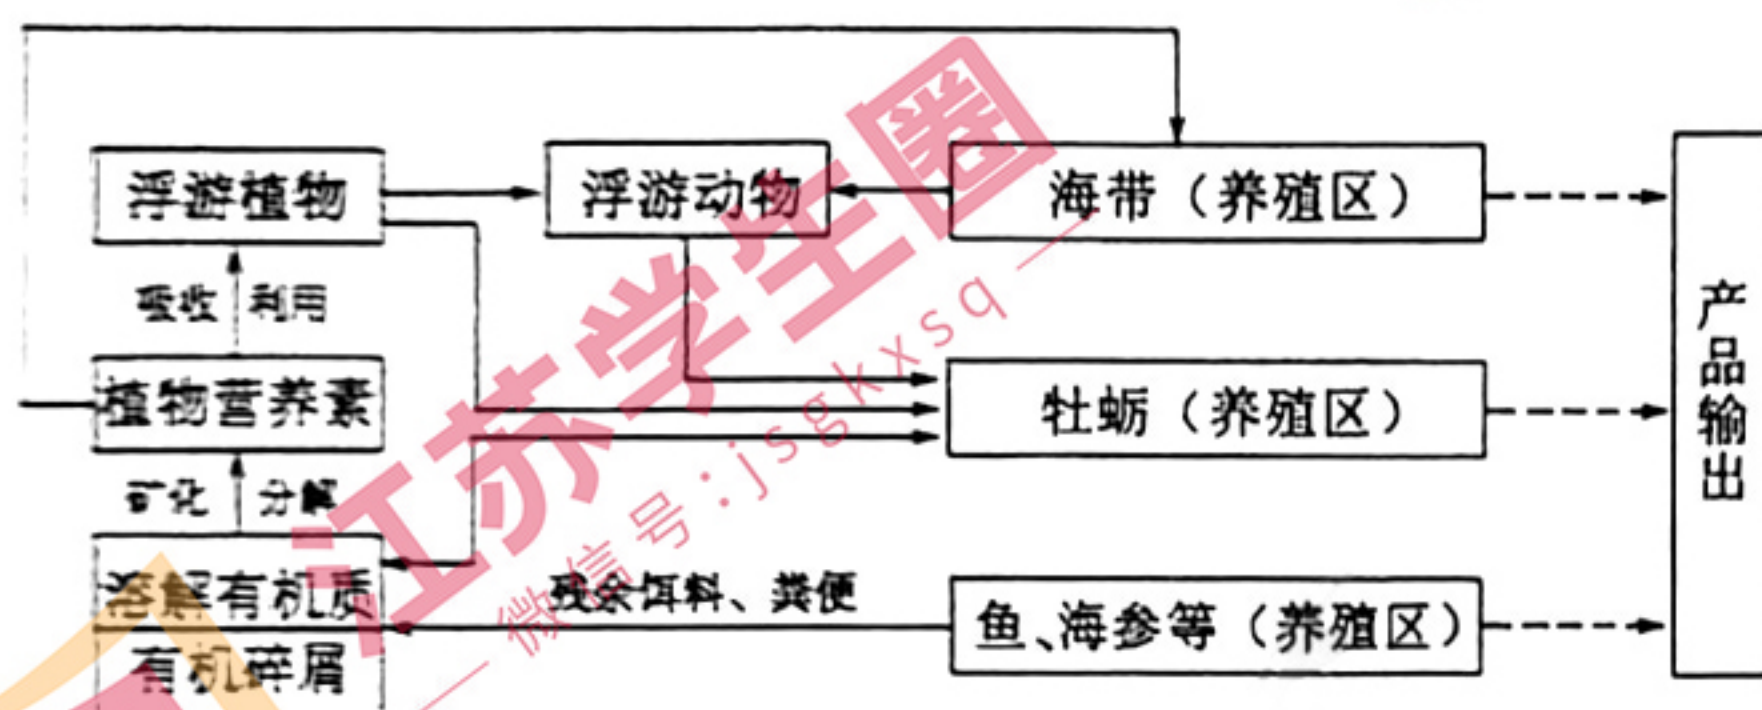 浮游植物
浮游动物
海带（养殖区）
吸收 利用
植物营养素
牡蛎（养殖区）
产品输出
矿化 分解
溶解有机质
残余饵料、粪便
鱼、海参等（养殖区）
有机碎屑
江苏学生圈
微信号：jsgkxsq